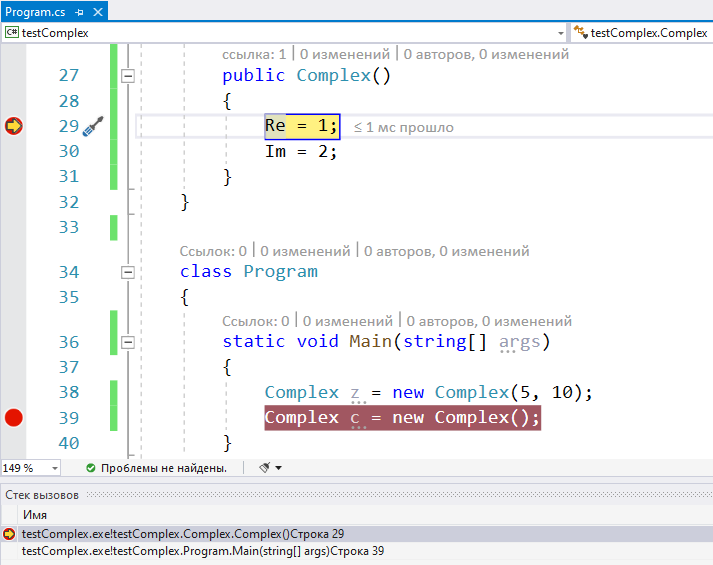 Program.cs
C# testComplex
testComplex.Complex
ссылка: 1 | 0 изменений | 0 авторов, 0 изменений
27 public Complex()
28 {
29 Re = 1; ≤ 1 мс прошло
30 Im = 2;
31 }
32 }
33
Ссылок: 0 | 0 изменений | 0 авторов, 0 изменений
34 class Program
35 {
Ссылок: 0 | 0 изменений | 0 авторов, 0 изменений
36 static void Main(string[] args)
37 {
38 Complex z = new Complex(5, 10);
39 Complex c = new Complex();
40 }
149 % Проблемы не найдены.
Стек вызовов
Имя
testComplex.exe!testComplex.Complex.Complex()Строка 29
testComplex.exe!testComplex.Program.Main(string[] args)Строка 39